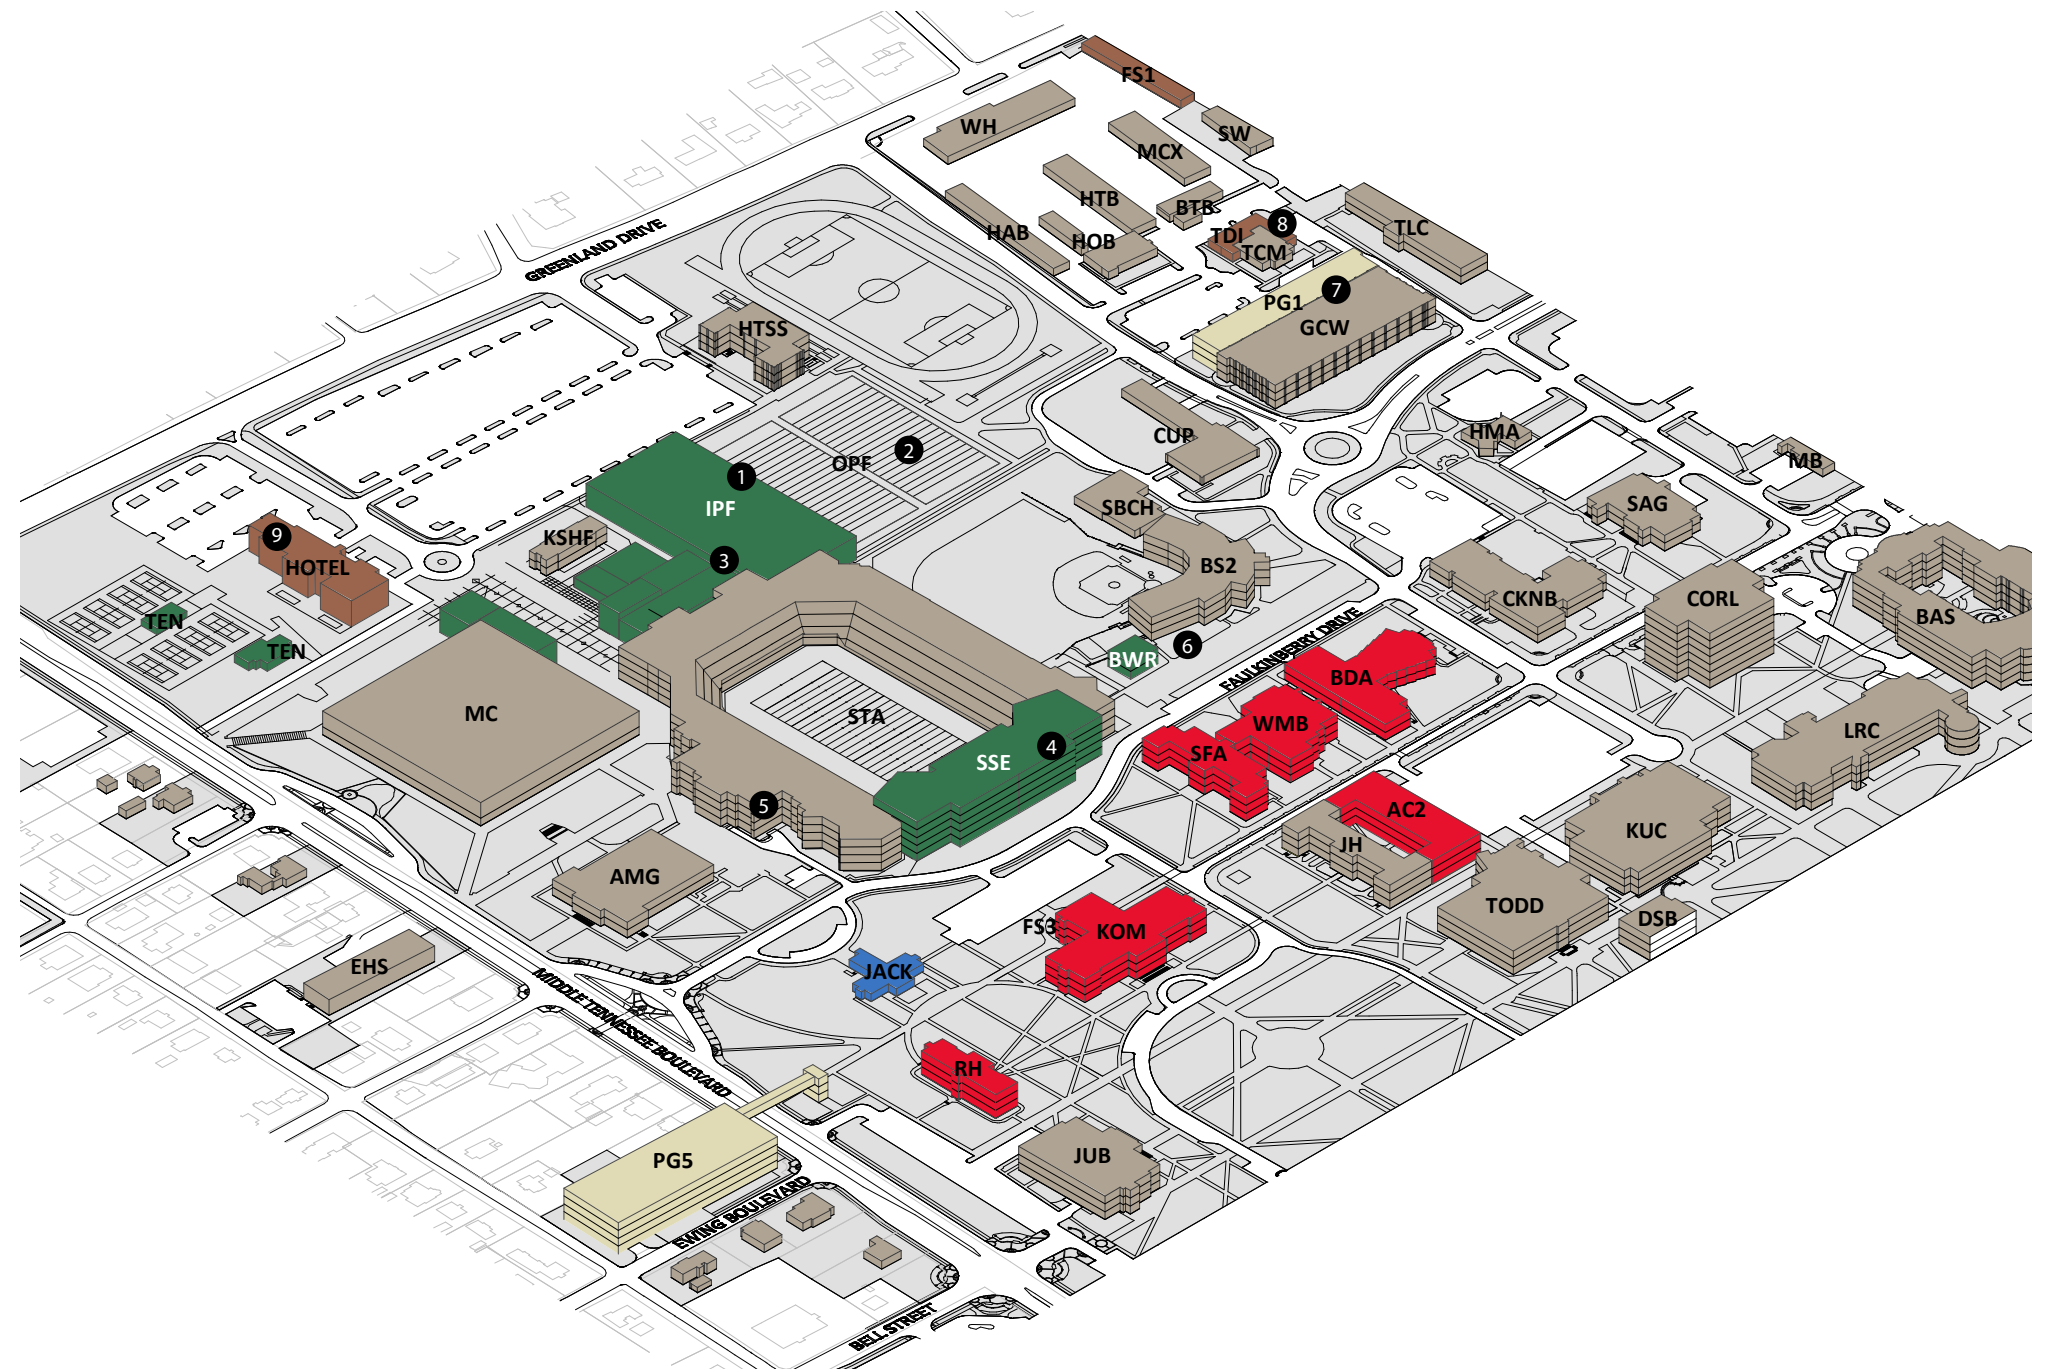 FS1
WH
SW
MCX
HTB
BTB
HAB
HOB
TDI
8
TCM
TLC
GREENLAND DRIVE
PG1
7
GCW
HTSS
CUP
HMA
MB
2
OPF
1
IPF
SBCH
SAG
9
HOTEL
KSHF
3
BS2
CKNB
CORL
BAS
TEN
TEN
6
BWR
FAULKINBERRY DRIVE
BDA
MC
STA
WMB
LRC
SSE
4
SFA
5
AC2
JH
KUC
AMG
TODD
DSB
FS3
KOM
EHS
JACK
MIDDLE TENNESSEE BOULEVARD
RH
PG5
JUB
EWING BOULEVARD
BELL STREET